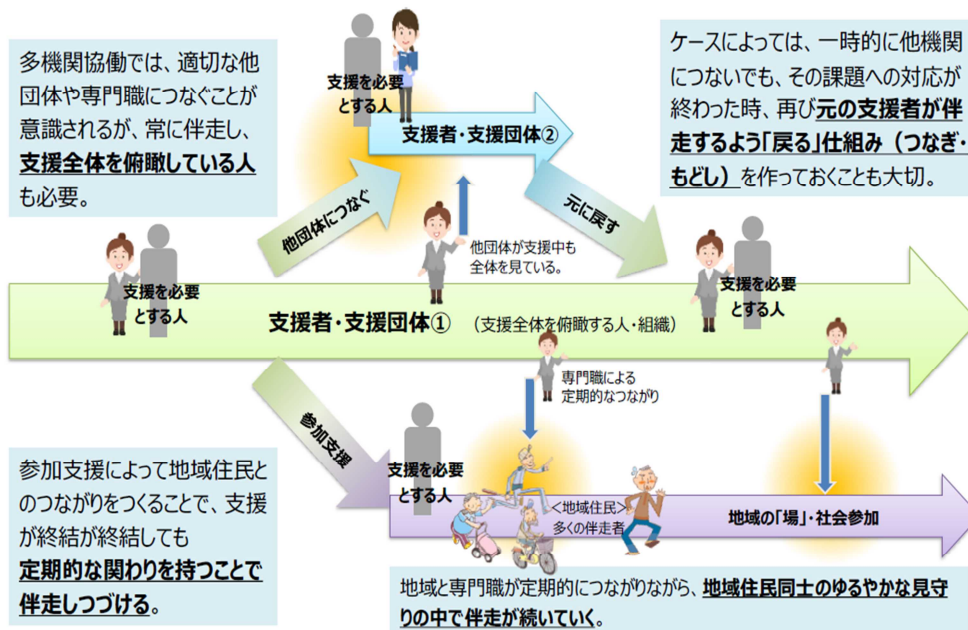 多機関協働では、適切な他
団体や専門職につなぐことが
意識されるが、常に伴走し、
支援全体を俯瞰している人
も必要。
支援を必要
とする人
支援者・支援団体②
ケースによっては、一時的に他機関
につないでも、その課題への対応が
終わった時、再び元の支援者が伴
走するよう「戻る」仕組み（つなぎ・
もどし）を作っておくことも大切。
他団体につなぐ
元に戻す
他団体が支援中も
全体を見ている。
支援を必要
とする人
支援を必要
とする人
支援者・支援団体① （支援全体を俯瞰する人・組織）
専門職による
定期的なつながり
参加支援
支援を必要
とする人
＜地域住民＞
多くの伴走者
地域の「場」・社会参加
参加支援によって地域住民と
のつながりをつくることで、支援
が終結が終結しても
定期的な関わりを持つことで
伴走しつづける。
地域と専門職が定期的につながりながら、地域住民同士のゆるやかな見守
りの中で伴走が続いていく。